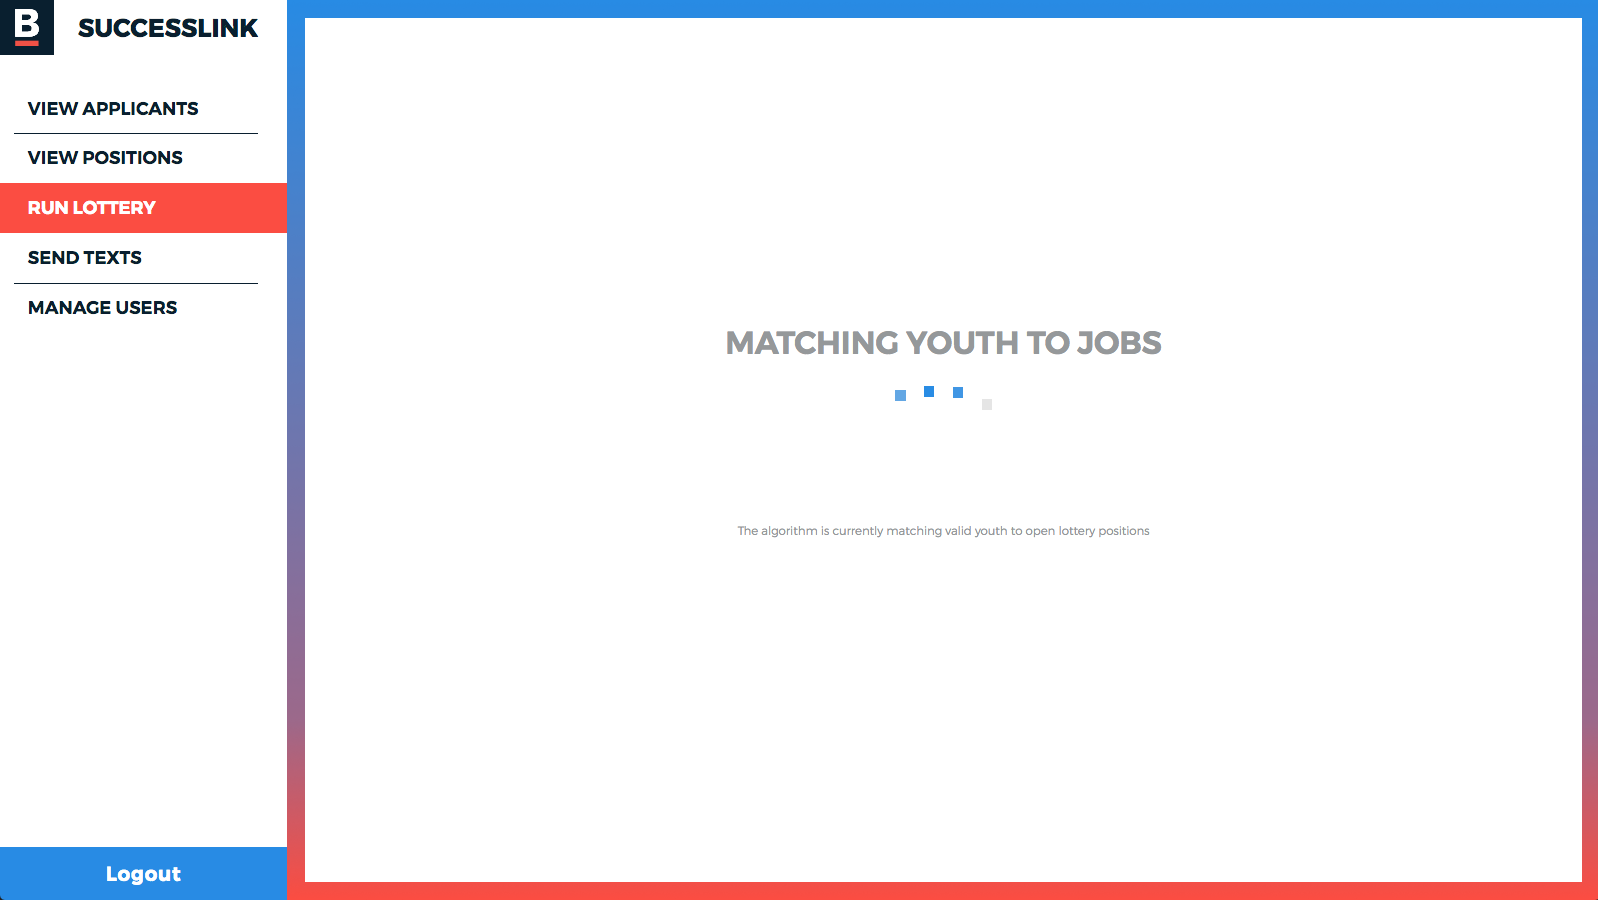 B
SUCCESSLINK
VIEW APPLICANTS
VIEW POSITIONS
RUN LOTTERY
SEND TEXTS
MANAGE USERS
Logout
MATCHING YOUTH TO JOBS
The algorithm is currently matching valid youth to open lottery positions